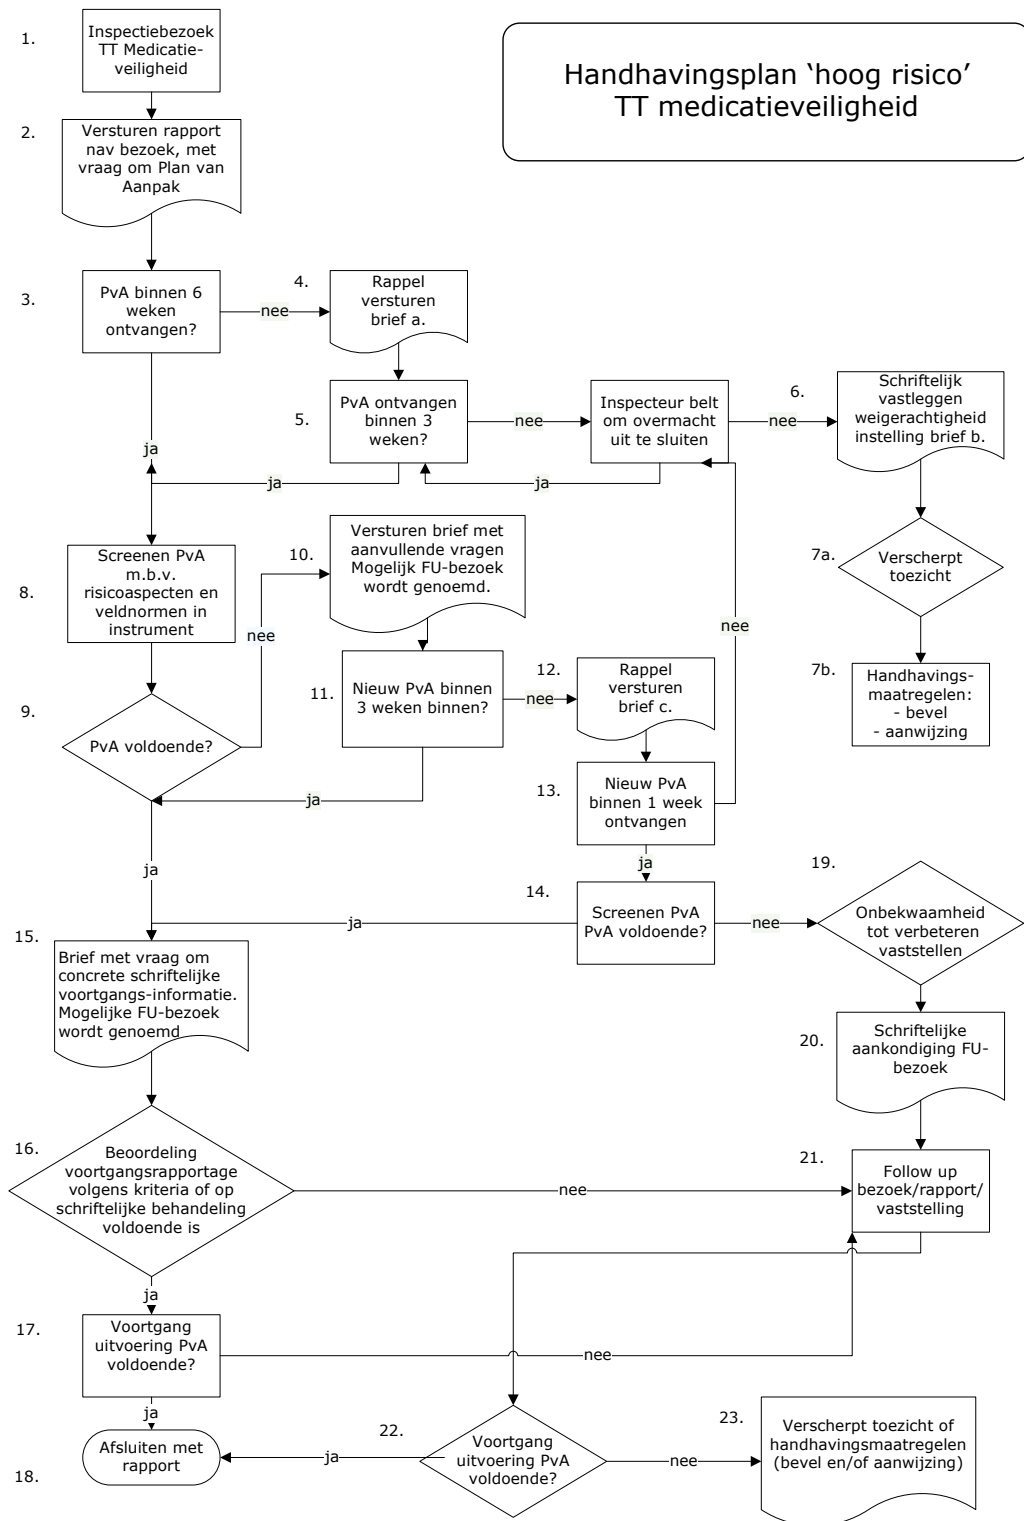 Handhavingsplan ‘hoog risico’
TT medicatieveiligheid
1.
Inspectiebezoek
TT Medicatie-
veiligheid
2.
Versturen rapport
nav bezoek, met
vraag om Plan van
Aanpak
3.
PvA binnen 6
weken
ontvangen?
nee
ja
4.
Rappel
versturen
brief a.
5.
PvA ontvangen
binnen 3
weken?
nee
ja
Inspecteur belt
om overmacht
uit te sluiten
nee
ja
6.
Schriftelijk
vastleggen
weigerachtigheid
instelling brief b.
7a.
Verscherpt
toezicht
7b.
Handhavings-
maatregelen:
- bevel
- aanwijzing
8.
Screenen PvA
m.b.v.
risicoaspecten en
veldnormen in
instrument
9.
PvA voldoende?
nee
ja
10.
Versturen brief met
aanvullende vragen
Mogelijk FU-bezoek
wordt genoemd.
11.
Nieuw PvA binnen
3 weken binnen?
nee
ja
12.
Rappel
versturen
brief c.
13.
Nieuw PvA
binnen 1 week
ontvangen
nee
ja
14.
Screenen PvA
PvA voldoende?
nee
ja
15.
Brief met vraag om
concrete schriftelijke
voortgangs-informatie.
Mogelijke FU-bezoek
wordt genoemd
16.
Beoordeling
voortgangsrapportage
volgens kriteria of op
schriftelijke behandeling
voldoende is
nee
ja
17.
Voortgang
uitvoering PvA
voldoende?
nee
ja
18.
Afsluiten met
rapport
19.
Onbekwaamheid
tot verbeteren
vaststellen
20.
Schriftelijke
aankondiging FU-
bezoek
21.
Follow up
bezoek/rapport/
vaststelling
22.
Voortgang
uitvoering PvA
voldoende?
ja
nee
23.
Verscherpt toezicht of
handhavingsmaatregelen
(bevel en/of aanwijzing)